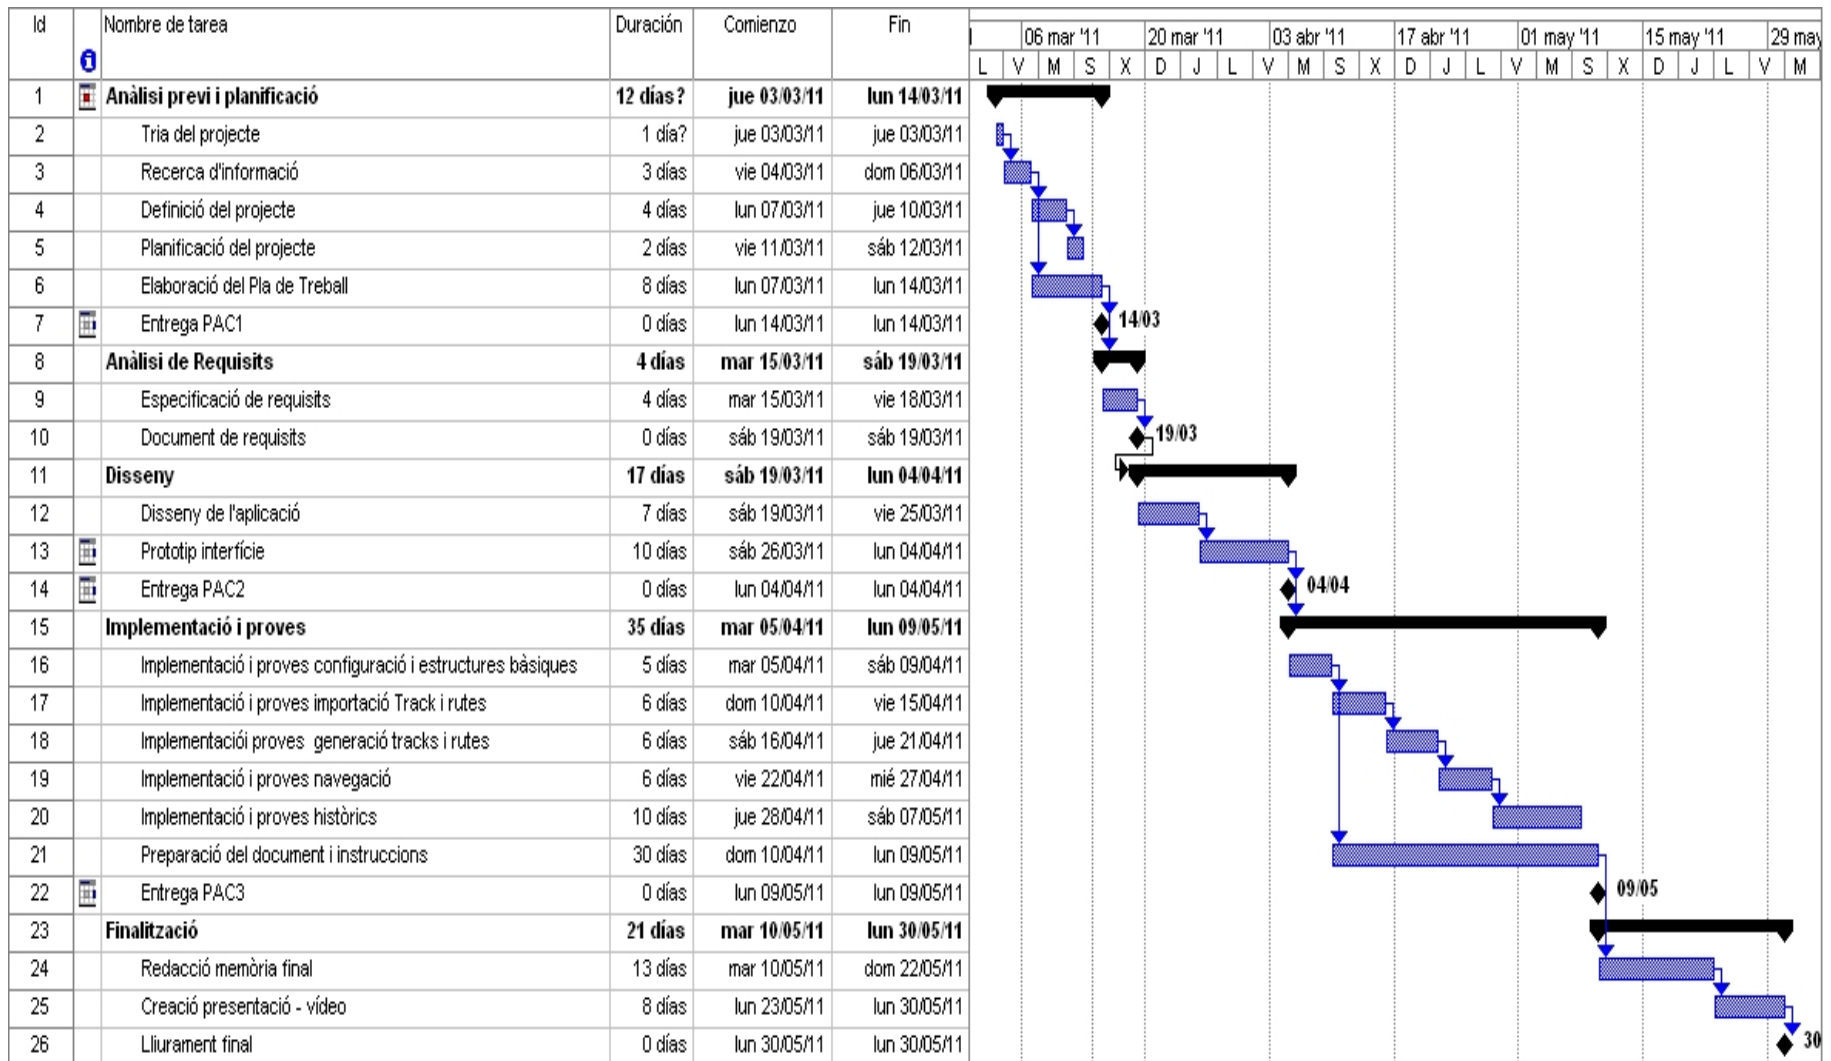 Id Nombre de tarea Duración Comienzo Fin
06 mar '11 20 mar '11 03 abr '11 17 abr '11 01 may '11 15 may '11 29 may
L V M S X D J L V M S X D J L V M S X D J L V M
1 Anàlisi previ i planificació 12 días? jue 03/03/11 lun 14/03/11
2 Tria del projecte 1 día? jue 03/03/11 jue 03/03/11
3 Recerca d'informació 3 días vie 04/03/11 dom 06/03/11
4 Definició del projecte 4 días lun 07/03/11 jue 10/03/11
5 Planificació del projecte 2 días vie 11/03/11 sáb 12/03/11
6 Elaboració del Pla de Treball 8 días lun 07/03/11 lun 14/03/11
7 Entrega PAC1 0 días lun 14/03/11 lun 14/03/11 14/03
8 Anàlisi de Requisits 4 días mar 15/03/11 sáb 19/03/11
9 Especificació de requisits 4 días mar 15/03/11 vie 18/03/11
10 Document de requisits 0 días sáb 19/03/11 sáb 19/03/11 19/03
11 Disseny 17 días sáb 19/03/11 lun 04/04/11
12 Disseny de l'aplicació 7 días sáb 19/03/11 vie 25/03/11
13 Prototip interfície 10 días sáb 26/03/11 lun 04/04/11
14 Entrega PAC2 0 días lun 04/04/11 lun 04/04/11 04/04
15 Implementació i proves 35 días mar 05/04/11 lun 09/05/11
16 Implementació i proves configuració i estructures bàsiques 5 días mar 05/04/11 sáb 09/04/11
17 Implementació i proves importació Track i rutes 6 días dom 10/04/11 vie 15/04/11
18 Implementaciói proves generació tracks i rutes 6 días sáb 16/04/11 jue 21/04/11
19 Implementació i proves navegació 6 días vie 22/04/11 mié 27/04/11
20 Implementació i proves històrics 10 días jue 28/04/11 sáb 07/05/11
21 Preparació del document i instruccions 30 días dom 10/04/11 lun 09/05/11
22 Entrega PAC3 0 días lun 09/05/11 lun 09/05/11 09/05
23 Finalització 21 días mar 10/05/11 lun 30/05/11
24 Redacció memòria final 13 días mar 10/05/11 dom 22/05/11
25 Creació presentació - vídeo 8 días lun 23/05/11 lun 30/05/11
26 Lliurament final 0 días lun 30/05/11 lun 30/05/11 30